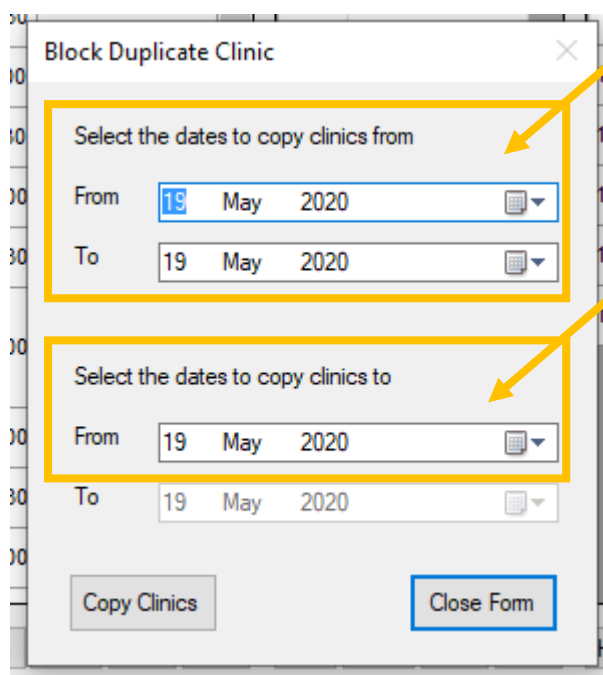 Block Duplicate Clinic
Select the dates to copy clinics from
From 19 May 2020
To 19 May 2020
Select the dates to copy clinics to
From 19 May 2020
To 19 May 2020
Copy Clinics Close Form